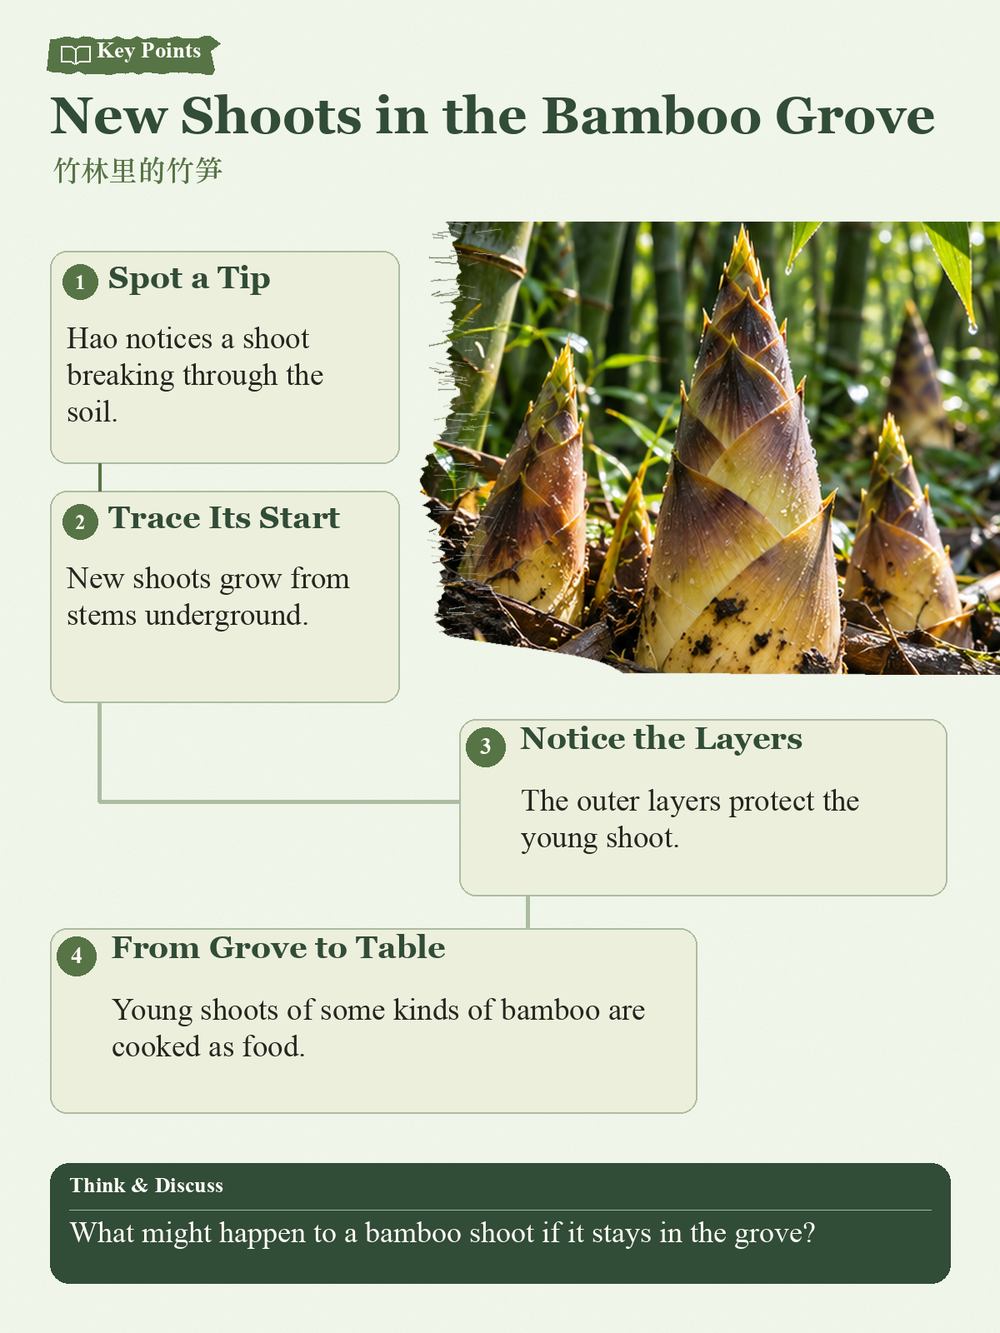 Key Points
New Shoots in the Bamboo Grove
竹林里的竹笋
1 Spot a Tip
Hao notices a shoot
breaking through the
soil.
2 Trace Its Start
New shoots grow from
stems underground.
3 Notice the Layers
The outer layers protect the
young shoot.
4 From Grove to Table
Young shoots of some kinds of bamboo are
cooked as food.
Think & Discuss
What might happen to a bamboo shoot if it stays in the grove?